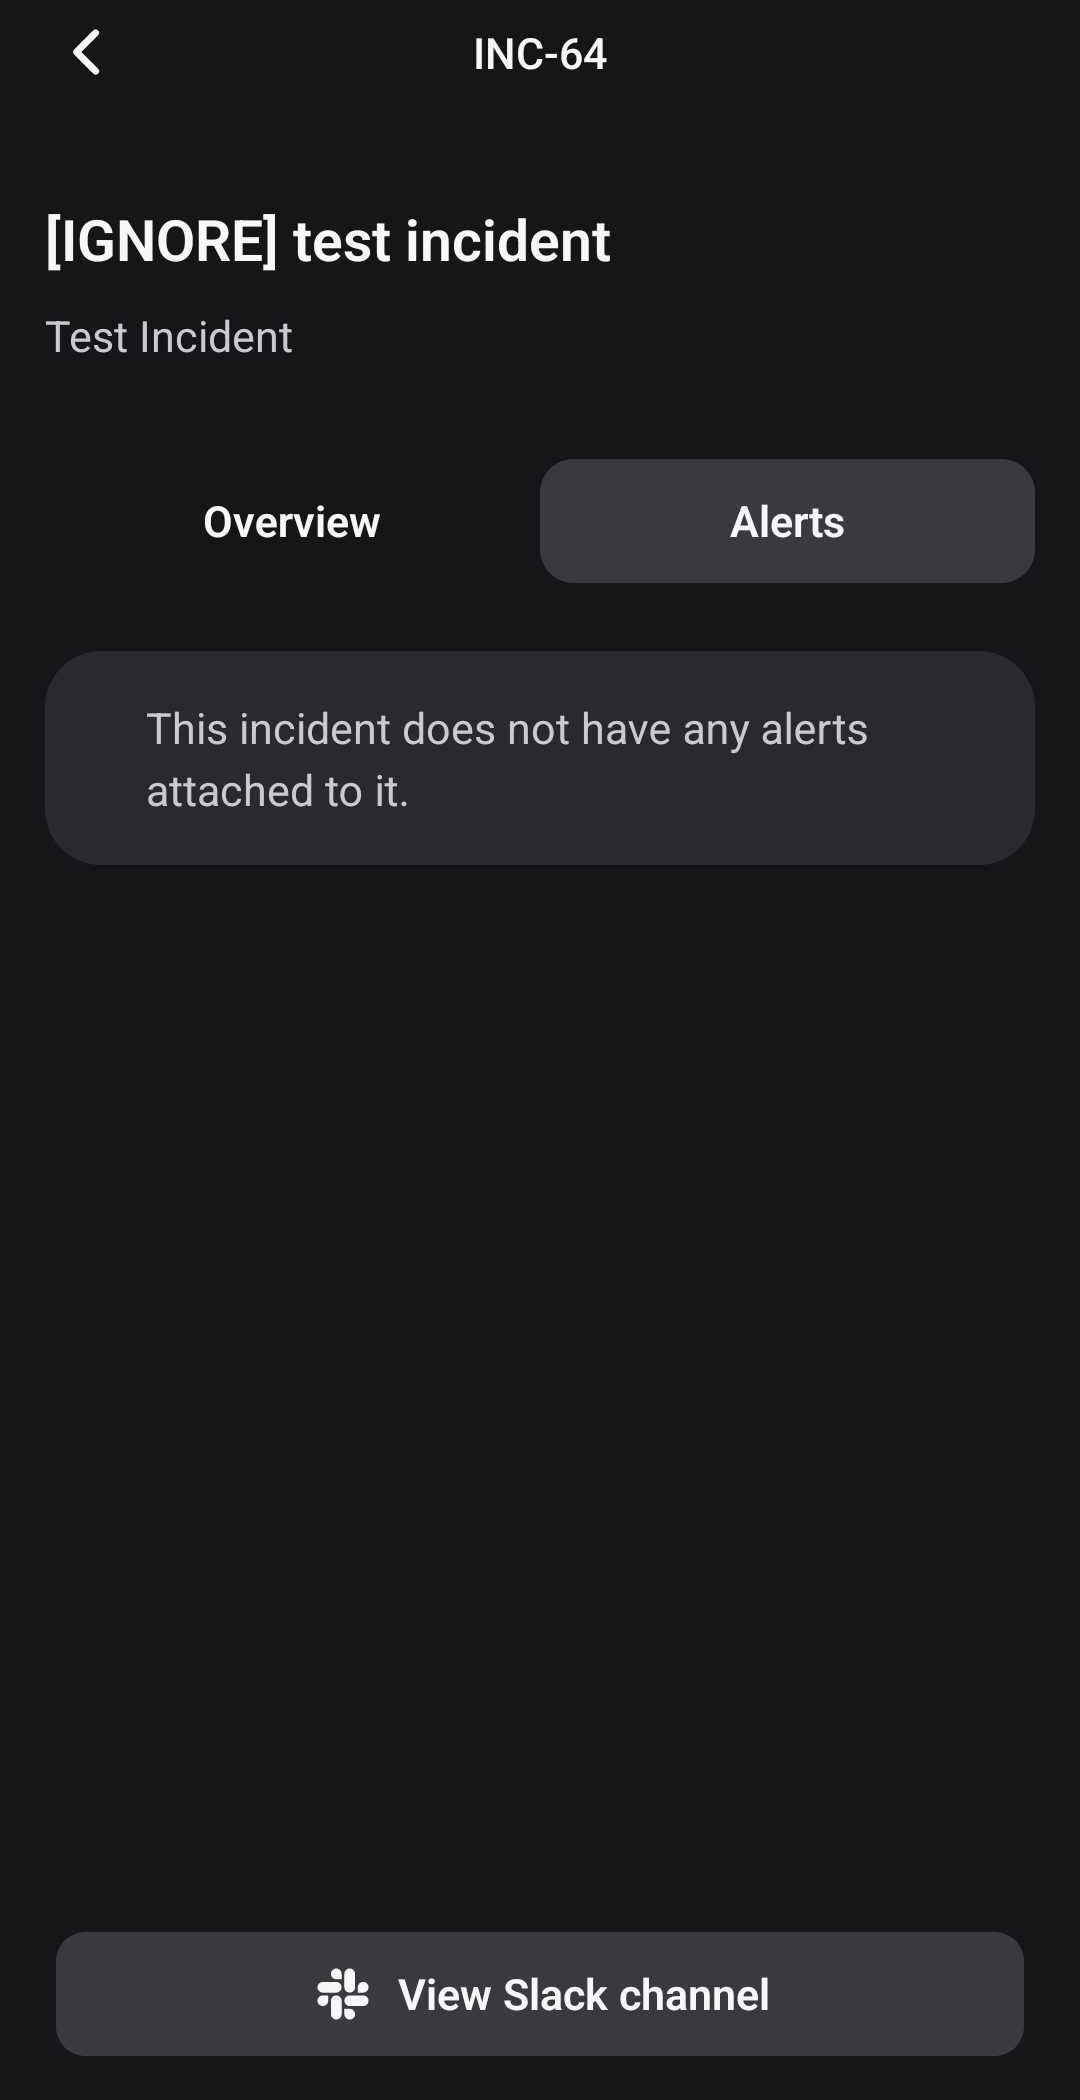 INC-64
[IGNORE] test incident
Test Incident
Overview
Alerts
This incident does not have any alerts
attached to it.
View Slack channel